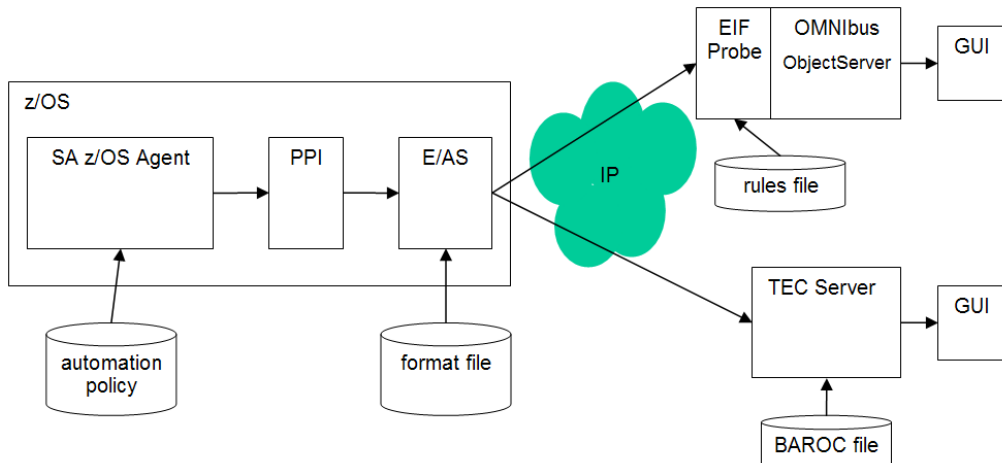 z/OS
SA z/OS Agent
PPI
E/AS
automation
policy
format file
IP
EIF
Probe
OMNIbus
ObjectServer
GUI
rules file
TEC Server
GUI
BAROC file